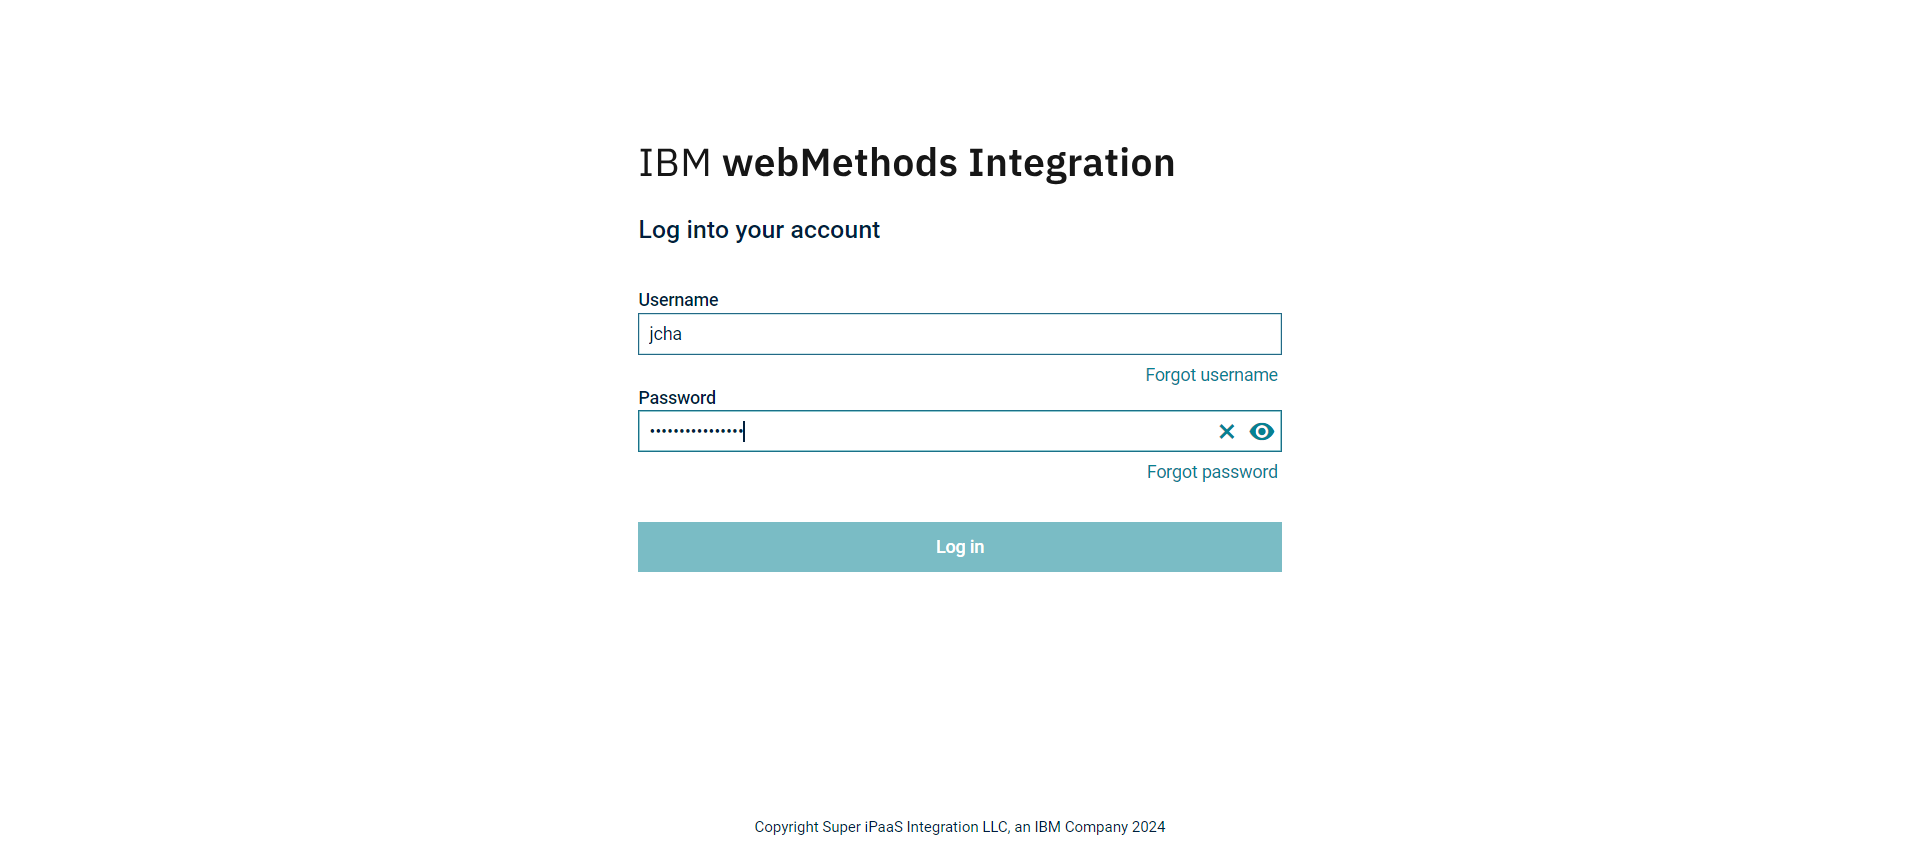 IBM webMethods Integration
Log into your account
Username
jcha
Forgot username
Password
••••••••••••••••
Forgot password
Log in
Copyright Super iPaaS Integration LLC, an IBM Company 2024